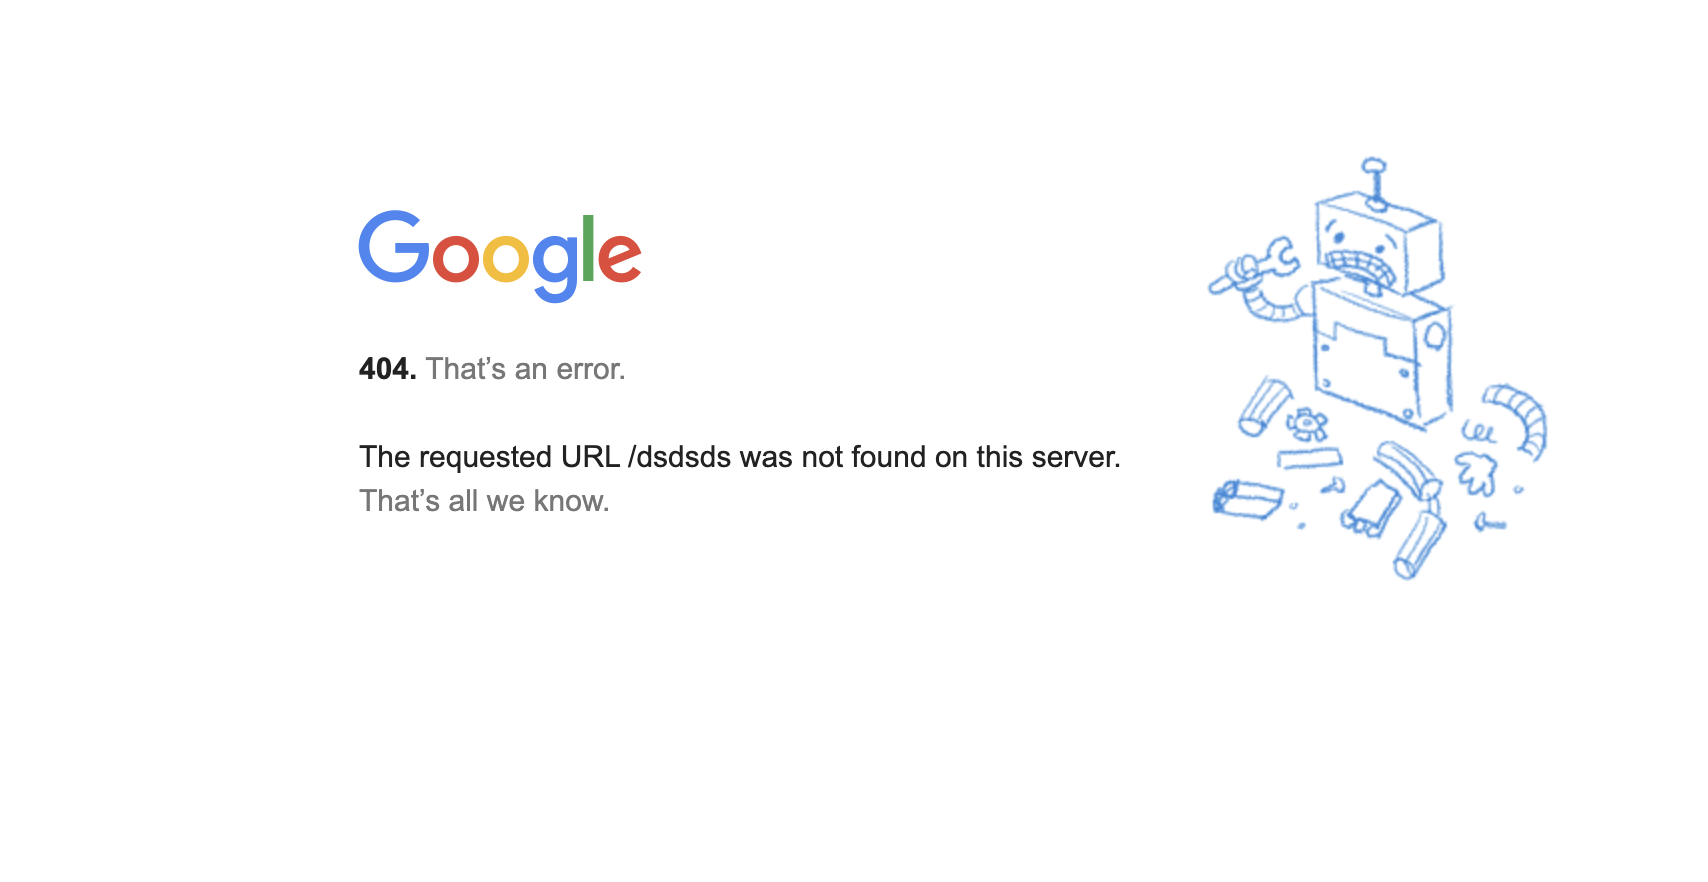 Google
404. That’s an error.
The requested URL /dsdsds was not found on this server.
That’s all we know.